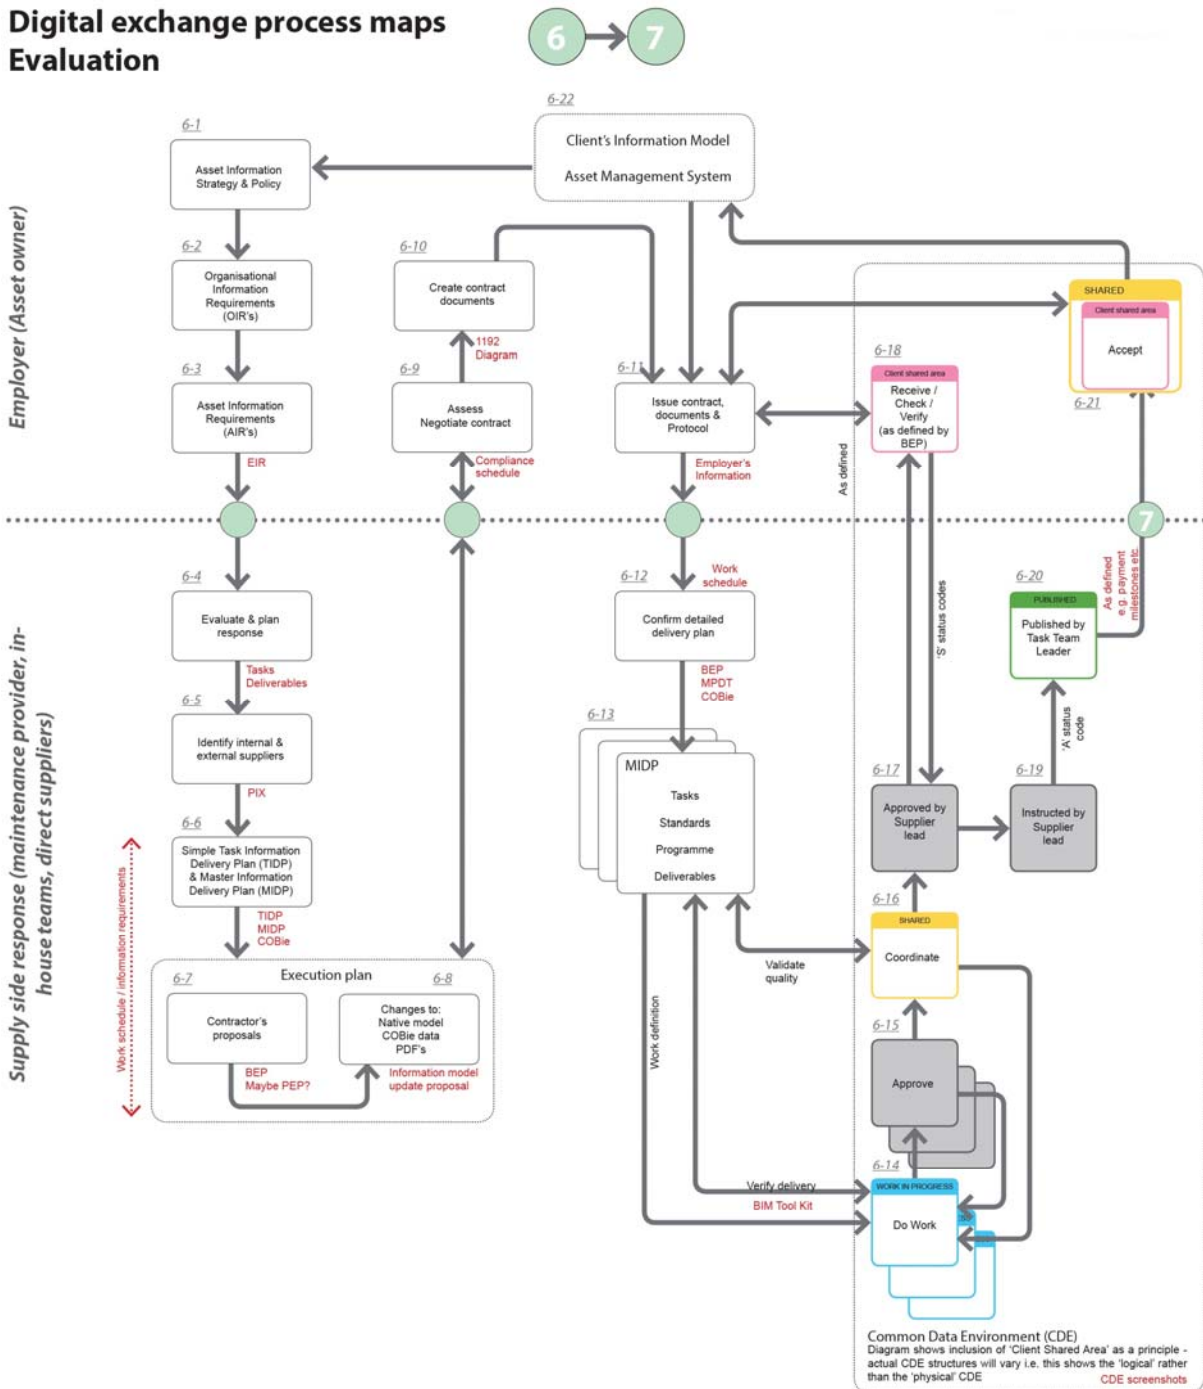 Digital exchange process maps
Evaluation
6
7
Employer (Asset owner)
Supply side response (maintenance provider, in-
house teams, direct suppliers)
6-22
Client's Information Model
Asset Management System
6-1
Asset Information
Strategy & Policy
6-2
Organisational
Information
Requirements
(OIR's)
6-3
Asset Information
Requirements
(AIR's)
EIR
6-10
Create contract
documents
1192
Diagram
6-9
Assess
Negotiate contract
Compliance
schedule
6-11
Issue contract,
documents &
Protocol
Employer's
Information
6-18
Client shared area
Receive /
Check /
Verify
(as defined by
BEP)
As defined
SHARED
Client shared area
Accept
6-21
7
6-4
Evaluate & plan
response
Tasks
Deliverables
6-5
Identify internal &
external suppliers
PIX
6-6
Simple Task Information
Delivery Plan (TIDP)
& Master Information
Delivery Plan (MIDP)
TIDP
MIDP
COBie
Work schedule / information requirements
Execution plan
6-7
Contractor's
proposals
BEP
Maybe PEP?
6-8
Changes to:
Native model
COBie data
PDF's
Information model
update proposal
Work
schedule
6-12
Confirm detailed
delivery plan
BEP
MPDT
COBie
6-13
MIDP
Tasks
Standards
Programme
Deliverables
Work definition
Validate
quality
Verify delivery
BIM Tool Kit
'S' status codes
6-20
PUBLISHED
Published by
Task Team
Leader
As defined
e.g. payment
milestones etc
'A' status
code
6-17
Approved by
Supplier
lead
6-19
Instructed by
Supplier
lead
6-16
SHARED
Coordinate
6-15
Approve
6-14
WORK IN PROGRESS
Do Work
Common Data Environment (CDE)
Diagram shows inclusion of 'Client Shared Area' as a principle -
actual CDE structures will vary i.e. this shows the 'logical' rather
than the 'physical' CDE
CDE screenshots